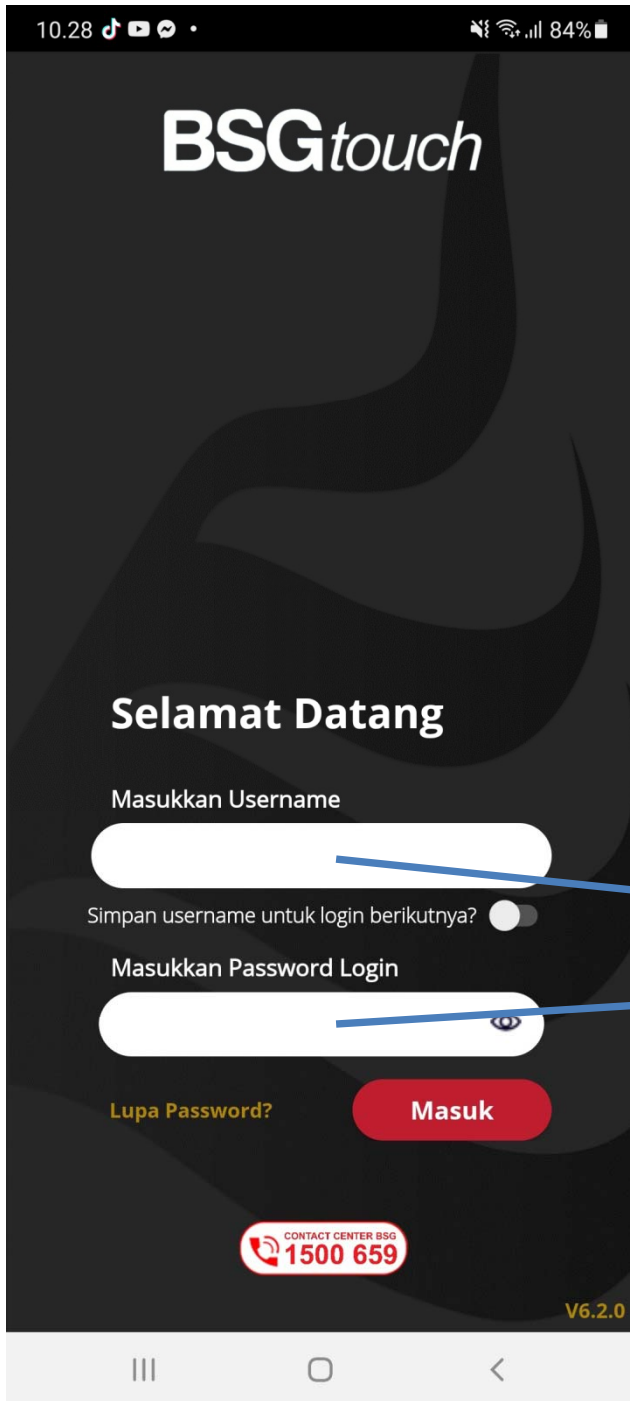 10.28 84%
BSGtouch
Selamat Datang
Masukkan Username
Simpan username untuk login berikutnya?
Masukkan Password Login
Lupa Password? Masuk
CONTACT CENTER BSG
1500 659
V6.2.0